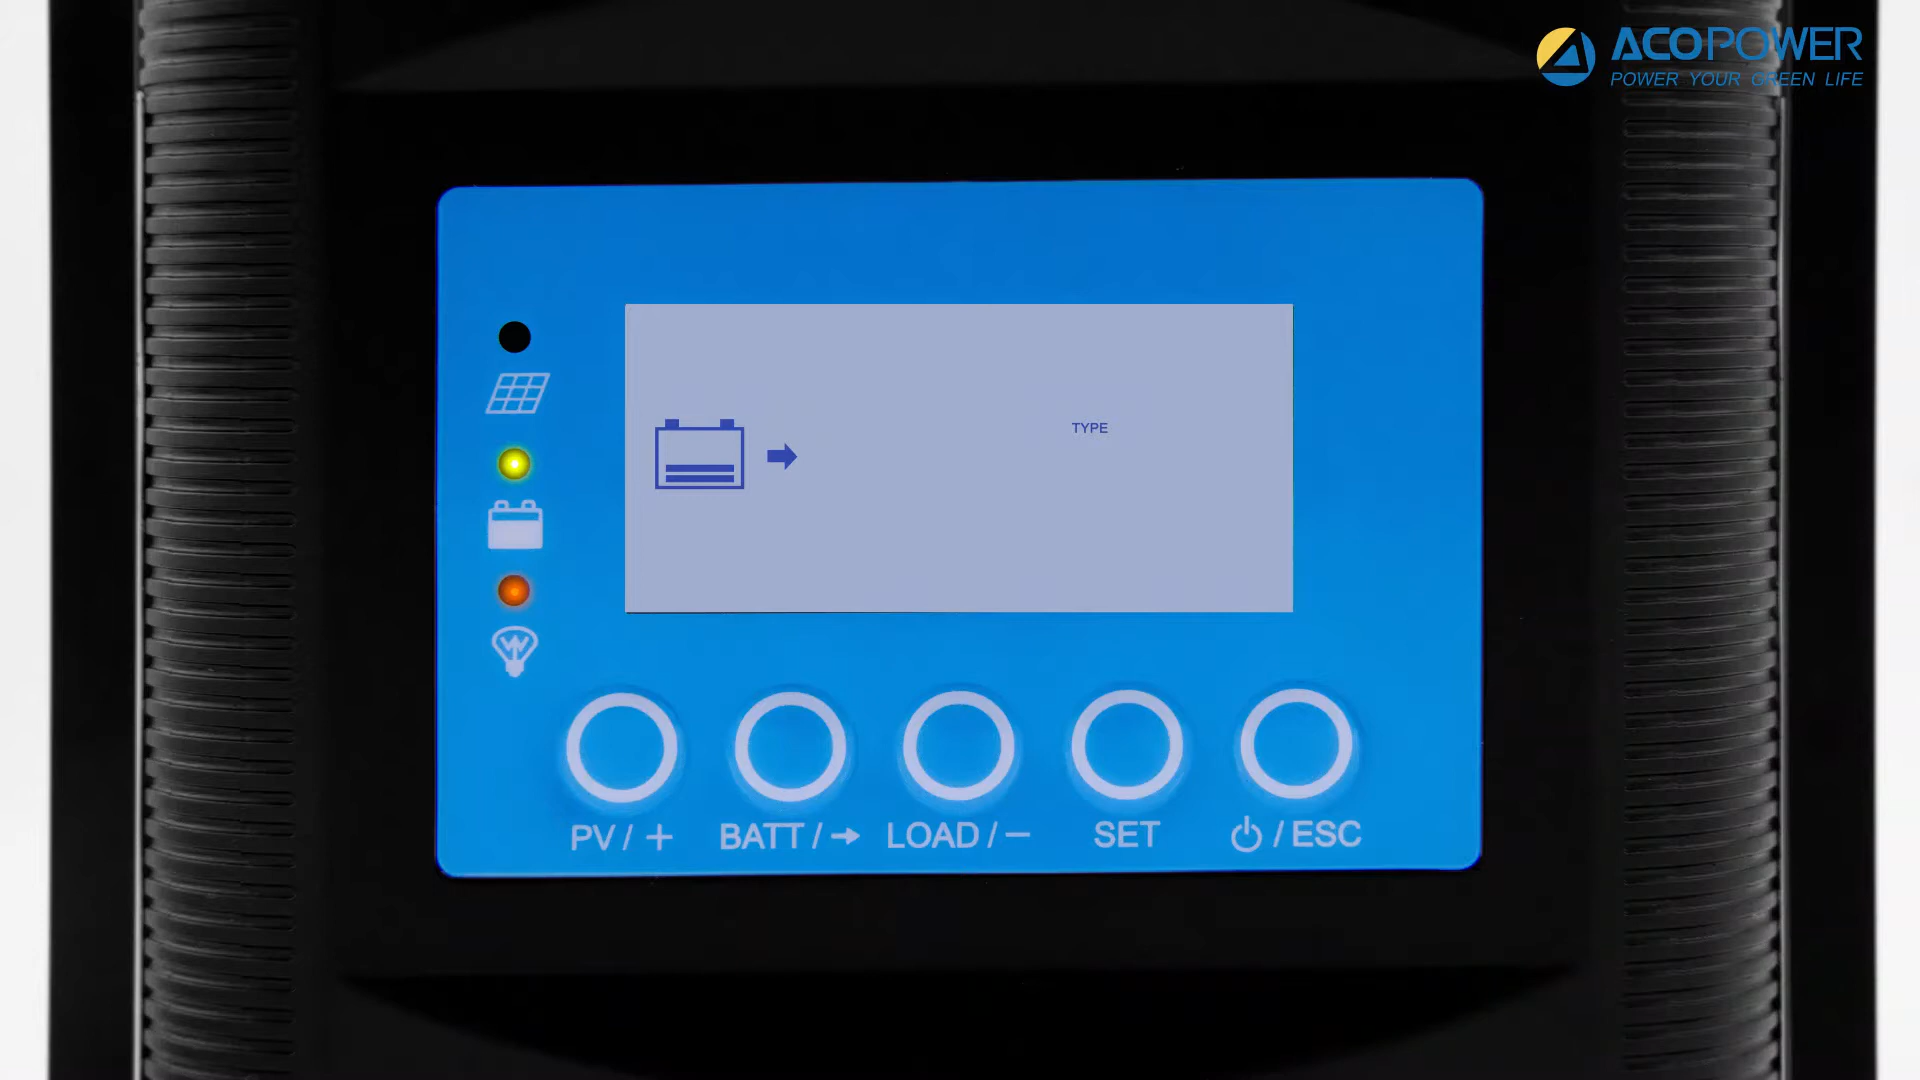 ACOPOWER
POWER YOUR GREEN LIFE
TYPE
PV / +
BATT / →
LOAD / −
SET
⏻ / ESC